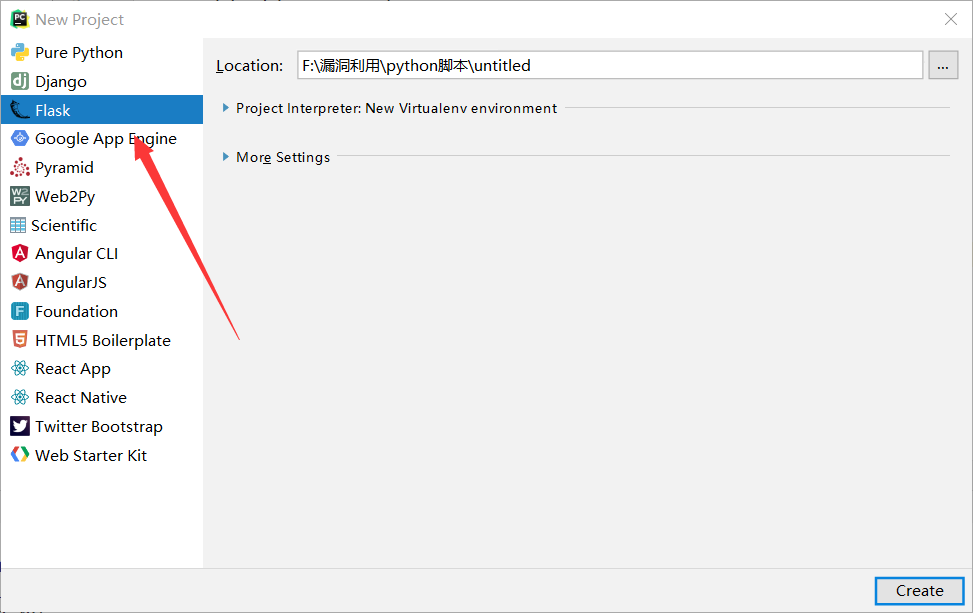 New Project
Pure Python
Django
Flask
Google App Engine
Pyramid
Web2Py
Scientific
Angular CLI
AngularJS
Foundation
HTML5 Boilerplate
React App
React Native
Twitter Bootstrap
Web Starter Kit
Location: F:\漏洞利用\python脚本\untitled ...
Project Interpreter: New Virtualenv environment
More Settings
Create